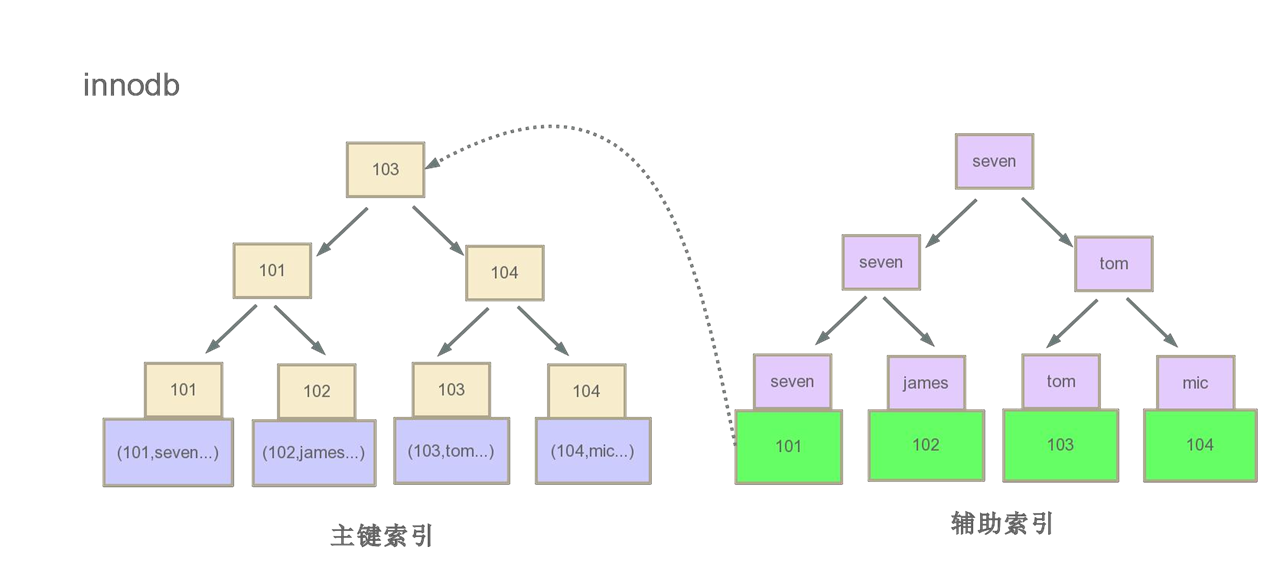 innodb
103
101
104
101
102
103
104
(101,seven...)
(102,james...)
(103,tom...)
(104,mic...)
主键索引
seven
seven
tom
seven
james
tom
mic
101
102
103
104
辅助索引